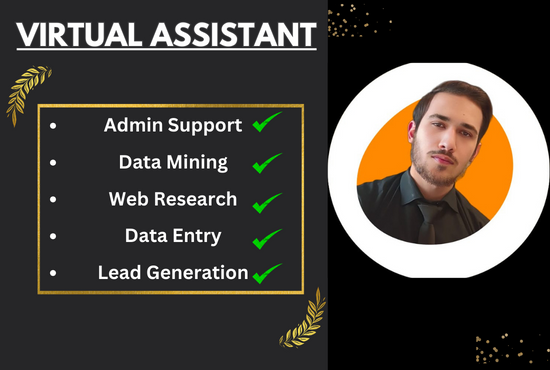 VIRTUAL ASSISTANT
• Admin Support
• Data Mining
• Web Research
• Data Entry
• Lead Generation